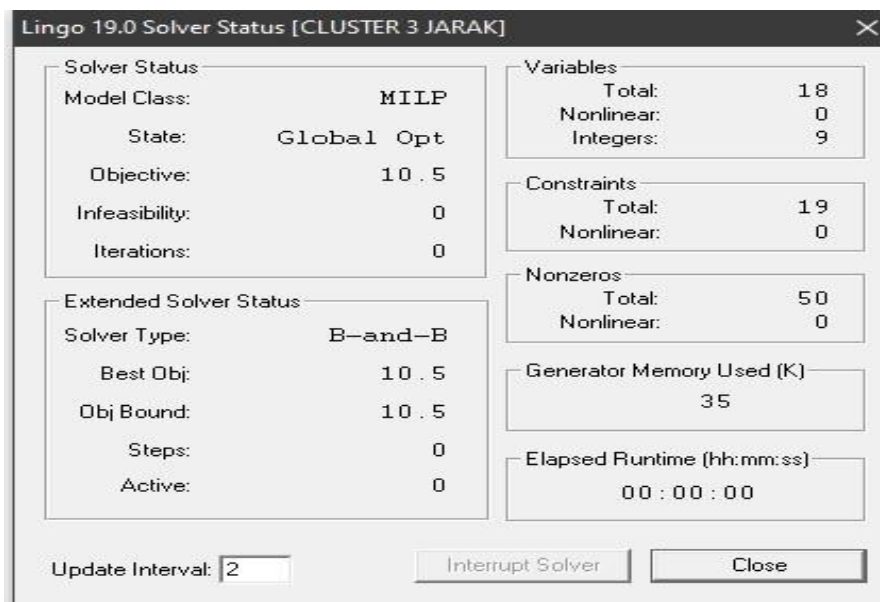 Lingo 19.0 Solver Status [CLUSTER 3 JARAK]
Solver Status
Model Class: MILP
State: Global Opt
Objective: 10.5
Infeasibility: 0
Iterations: 0
Extended Solver Status
Solver Type: B-and-B
Best Obj: 10.5
Obj Bound: 10.5
Steps: 0
Active: 0
Update Interval: 2
Variables
Total: 18
Nonlinear: 0
Integers: 9
Constraints
Total: 19
Nonlinear: 0
Nonzeros
Total: 50
Nonlinear: 0
Generator Memory Used (K)
35
Elapsed Runtime (hh:mm:ss)
00:00:00
Interrupt Solver
Close